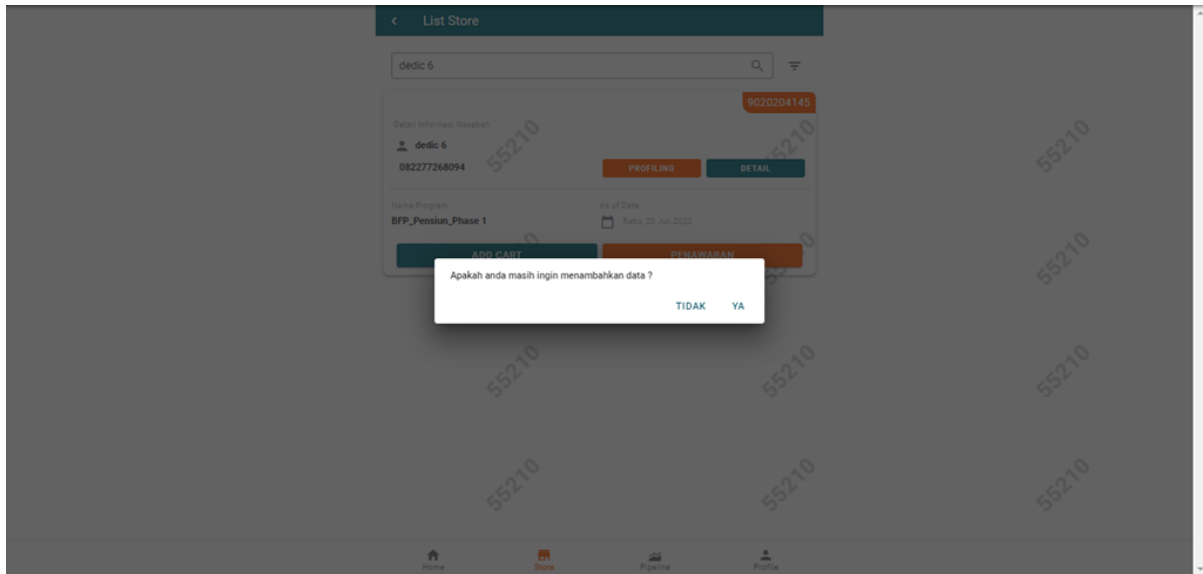 List Store
dedic 6
9020204145
Detail Informasi Nasabah
dedic 6
082277268094
PROFILING
DETAIL
Nama Program :
As of Date :
BFP_Pensiun_Phase 1
Rabu, 20 Juli 2022
ADD CART
PENAWARAN
Apakah anda masih ingin menambahkan data ?
TIDAK
YA
55210
55210
55210
55210
55210
55210
55210
55210
55210
Home
Store
Pipeline
Profile